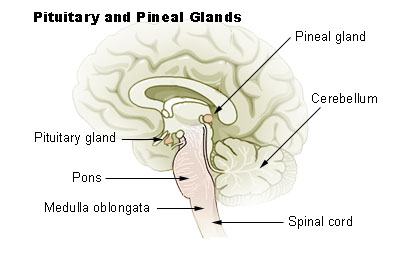 Pituitary and Pineal Glands
Pineal gland
Cerebellum
Pituitary gland
Pons
Medulla oblongata
Spinal cord